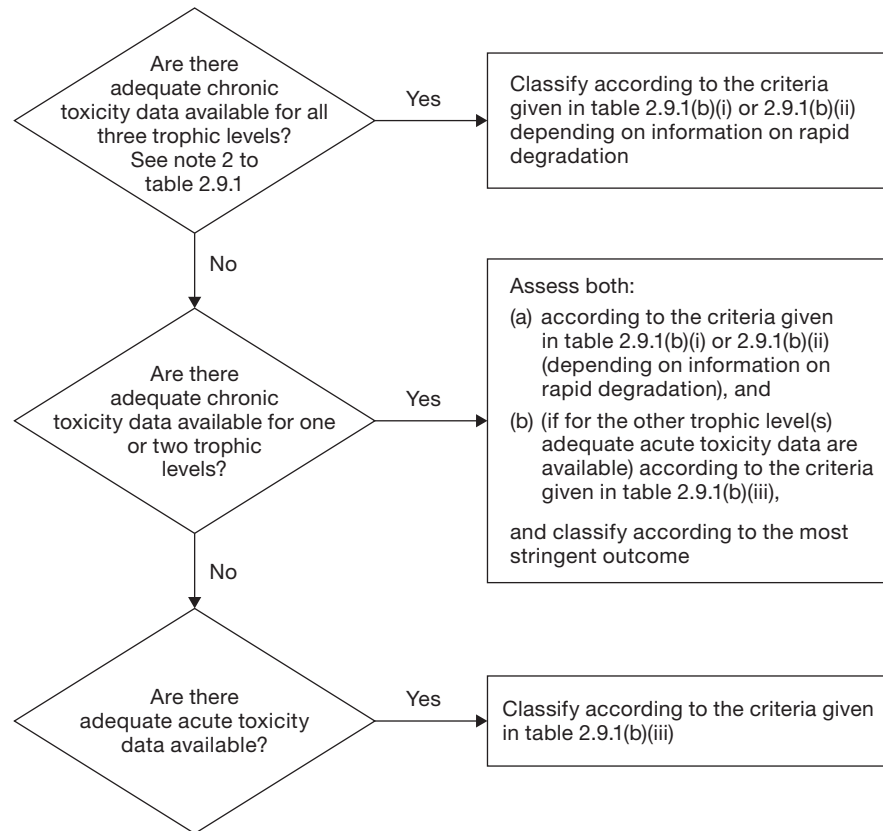 Are there
adequate chronic
toxicity data available for all
three trophic levels?
See note 2 to
table 2.9.1
Yes
Classify according to the criteria
given in table 2.9.1(b)(i) or 2.9.1(b)(ii)
depending on information on rapid
degradation
No
Are there
adequate chronic
toxicity data available for one
or two trophic
levels?
Yes
Assess both:
(a) according to the criteria given
in table 2.9.1(b)(i) or 2.9.1(b)(ii)
(depending on information on
rapid degradation), and
(b) (if for the other trophic level(s)
adequate acute toxicity data are
available) according to the criteria
given in table 2.9.1(b)(iii),
and classify according to the most
stringent outcome
No
Are there
adequate acute toxicity
data available?
Yes
Classify according to the criteria given
in table 2.9.1(b)(iii)